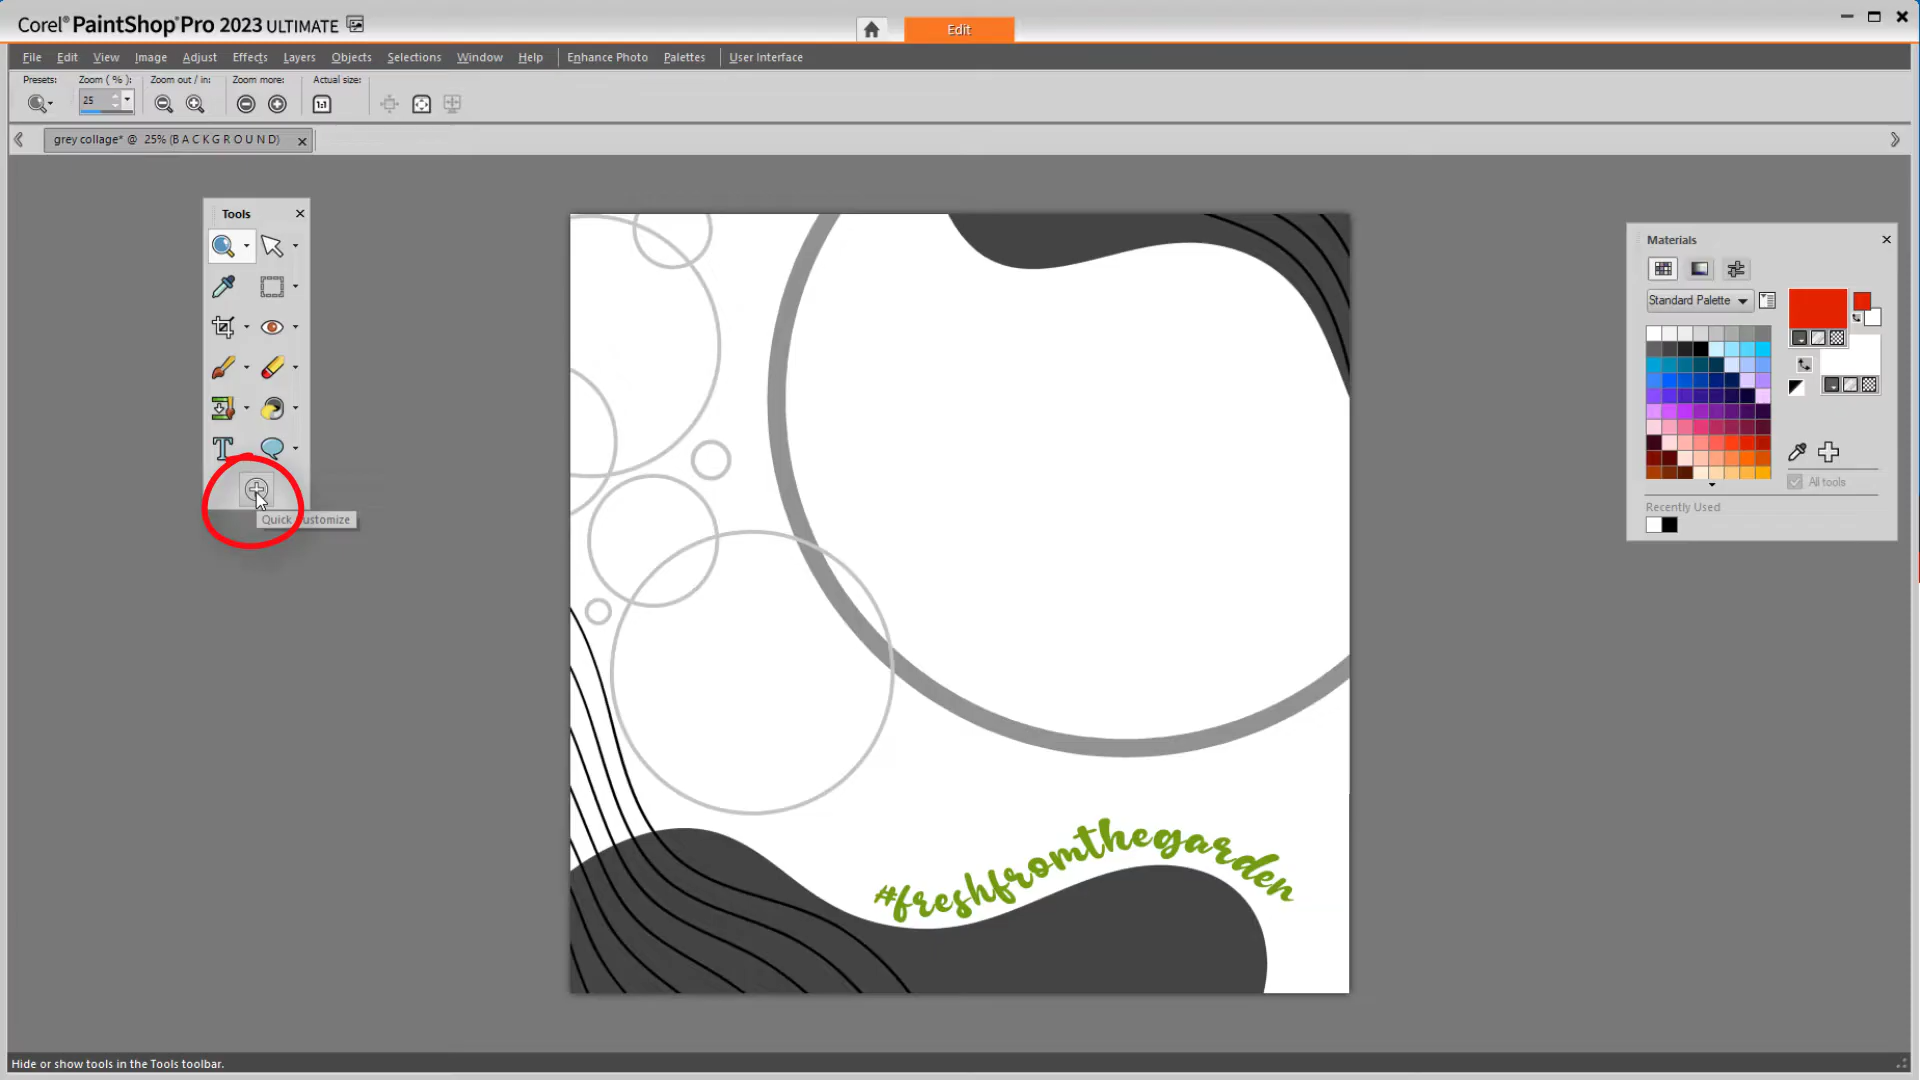 Corel® PaintShop® Pro 2023 ULTIMATE
Edit
File Edit View Image Adjust Effects Layers Objects Selections Window Help Enhance Photo Palettes User Interface
Presets: Zoom ( % ): Zoom out / in: Zoom more: Actual size:
25
1:1
grey collage* @ 25% (B A C K G R O U N D)
Tools
Materials
Standard Palette
All tools
Recently Used
Quick Customize
#freshfromthegarden
Hide or show tools in the Tools toolbar.